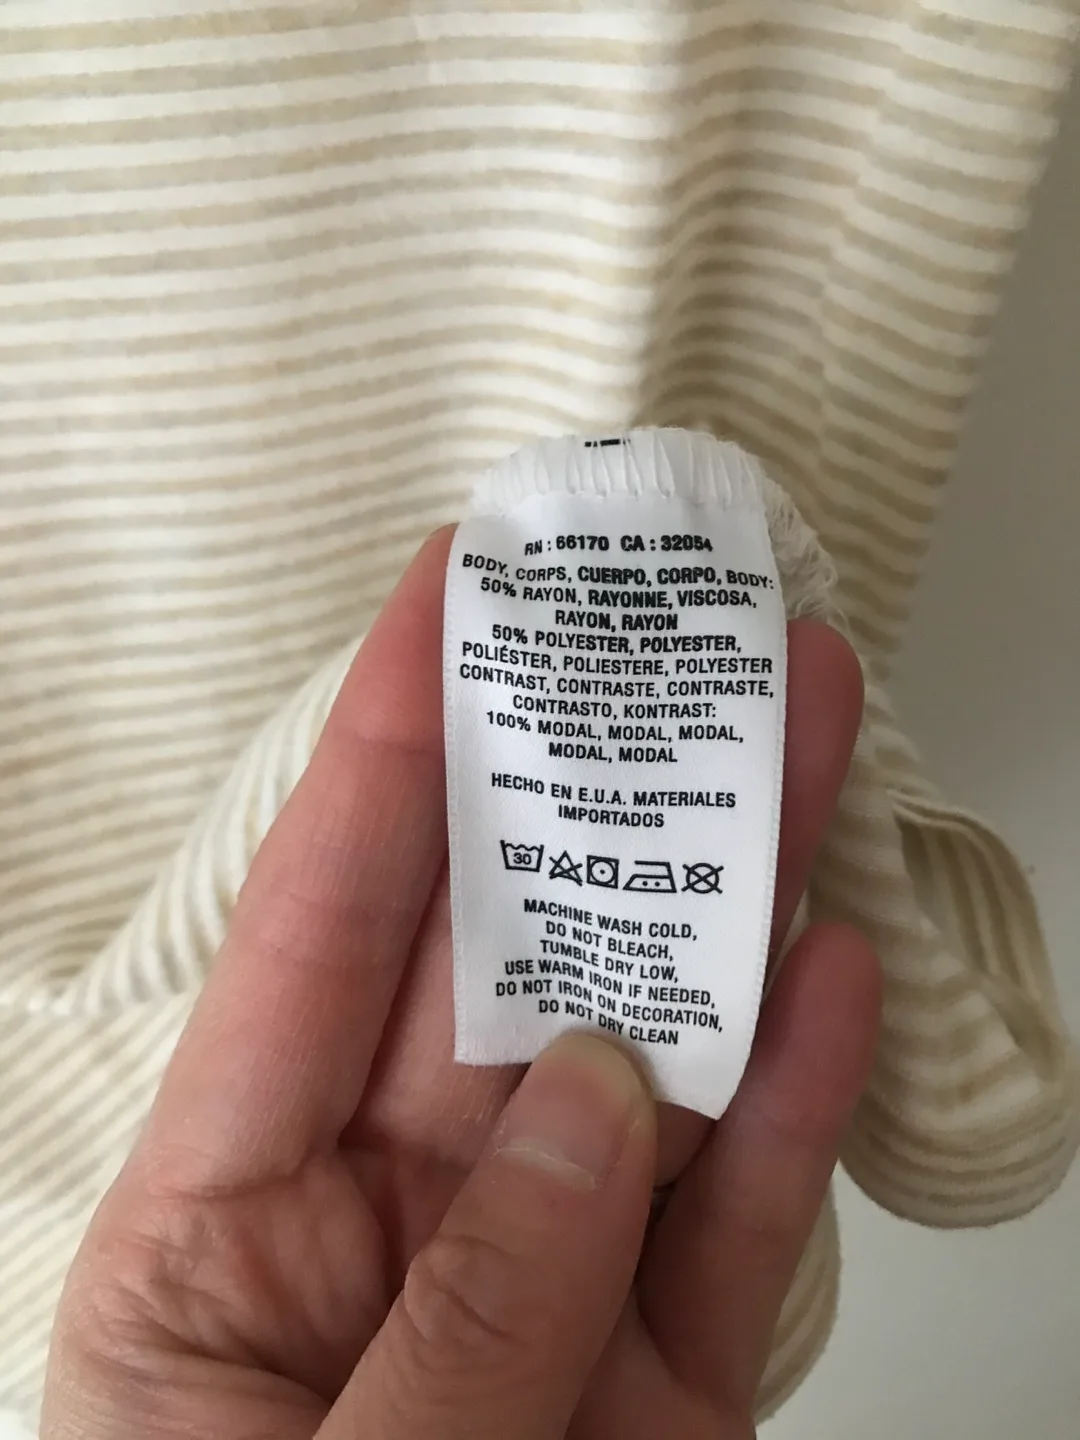 RN : 66170 CA : 32054
BODY, CORPS, CUERPO, CORPO, BODY:
50% RAYON, RAYONNE, VISCOSA,
RAYON, RAYON
50% POLYESTER, POLYESTER,
POLIÉSTER, POLIESTERE, POLYESTER
CONTRAST, CONTRASTE, CONTRASTE,
CONTRASTO, KONTRAST:
100% MODAL, MODAL, MODAL,
MODAL, MODAL
HECHO EN E.U.A. MATERIALES
IMPORTADOS
30
MACHINE WASH COLD,
DO NOT BLEACH,
TUMBLE DRY LOW,
USE WARM IRON IF NEEDED,
DO NOT IRON ON DECORATION,
DO NOT DRY CLEAN